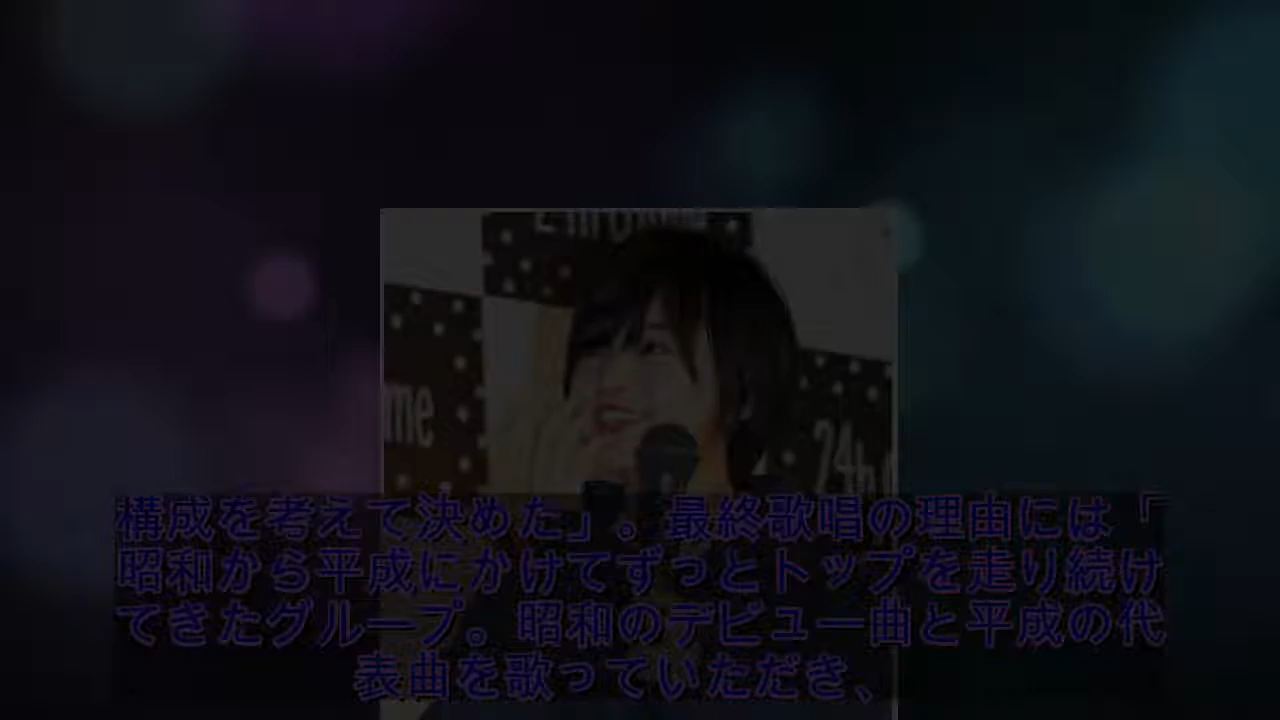 me
24h
構成を考えて決めた」。最終歌唱の理由には「
昭和から平成にかけてずっとトップを走り続け
てきたグループ。昭和のデビュー曲と平成の代
表曲を歌っていただき、